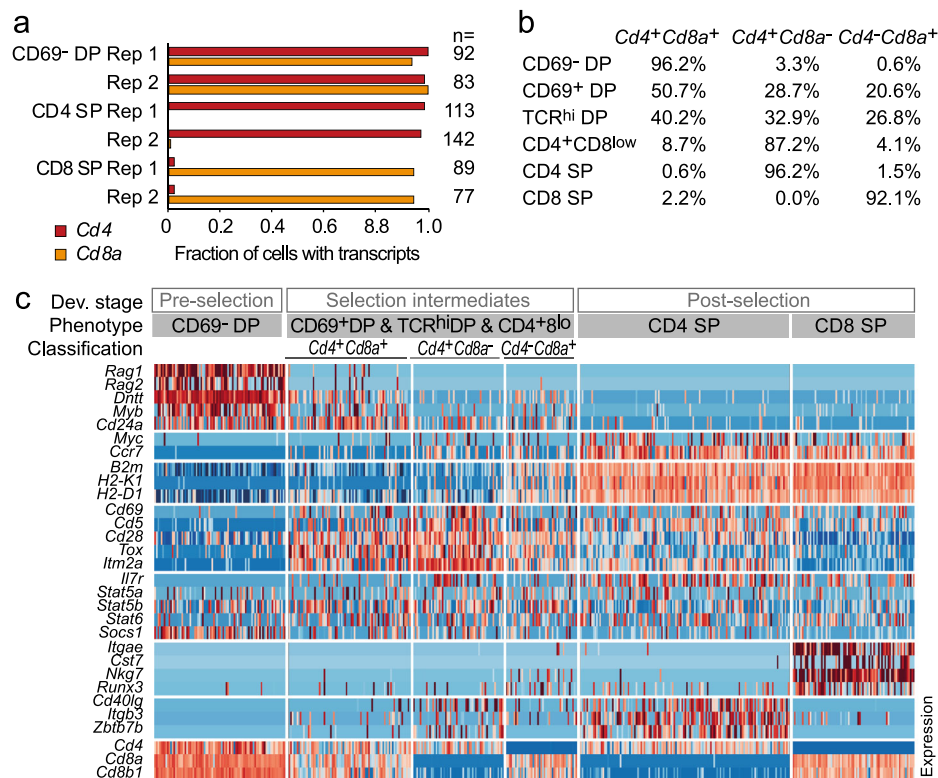 a
n=
CD69- DP Rep 1 92
Rep 2 83
CD4 SP Rep 1 113
Rep 2 142
CD8 SP Rep 1 89
Rep 2 77
0 0.2 0.4 0.6 8.8 1.0
Fraction of cells with transcripts
Cd4
Cd8a
b
Cd4+Cd8a+ Cd4+Cd8a- Cd4-Cd8a+
CD69- DP 96.2% 3.3% 0.6%
CD69+ DP 50.7% 28.7% 20.6%
TCRhi DP 40.2% 32.9% 26.8%
CD4+CD8low 8.7% 87.2% 4.1%
CD4 SP 0.6% 96.2% 1.5%
CD8 SP 2.2% 0.0% 92.1%
c
Dev. stage Pre-selection Selection intermediates Post-selection
Phenotype CD69- DP CD69+DP & TCRhiDP & CD4+8lo CD4 SP CD8 SP
Classification Cd4+Cd8a+ Cd4+Cd8a- Cd4-Cd8a+
Rag1
Rag2
Dntt
Myb
Cd24a
Myc
Ccr7
B2m
H2-K1
H2-D1
Cd69
Cd5
Cd28
Tox
Itm2a
Il7r
Stat5a
Stat5b
Stat6
Socs1
Itgae
Cst7
Nkg7
Runx3
Cd40lg
Itgb3
Zbtb7b
Cd4
Cd8a
Cd8b1
Expression